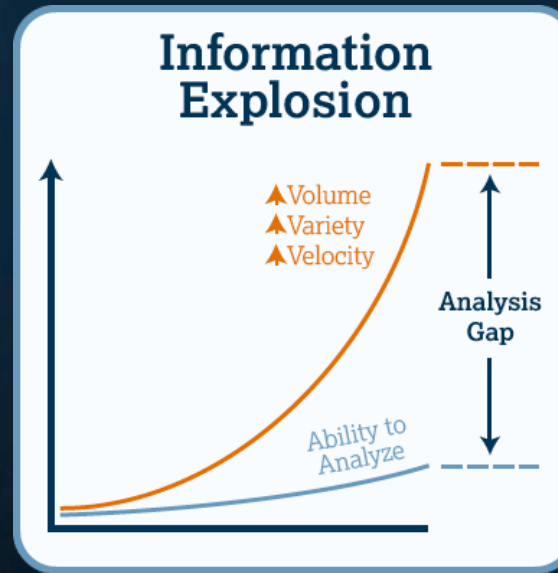 Information
Explosion
Volume
Variety
Velocity
Analysis
Gap
Ability to
Analyze